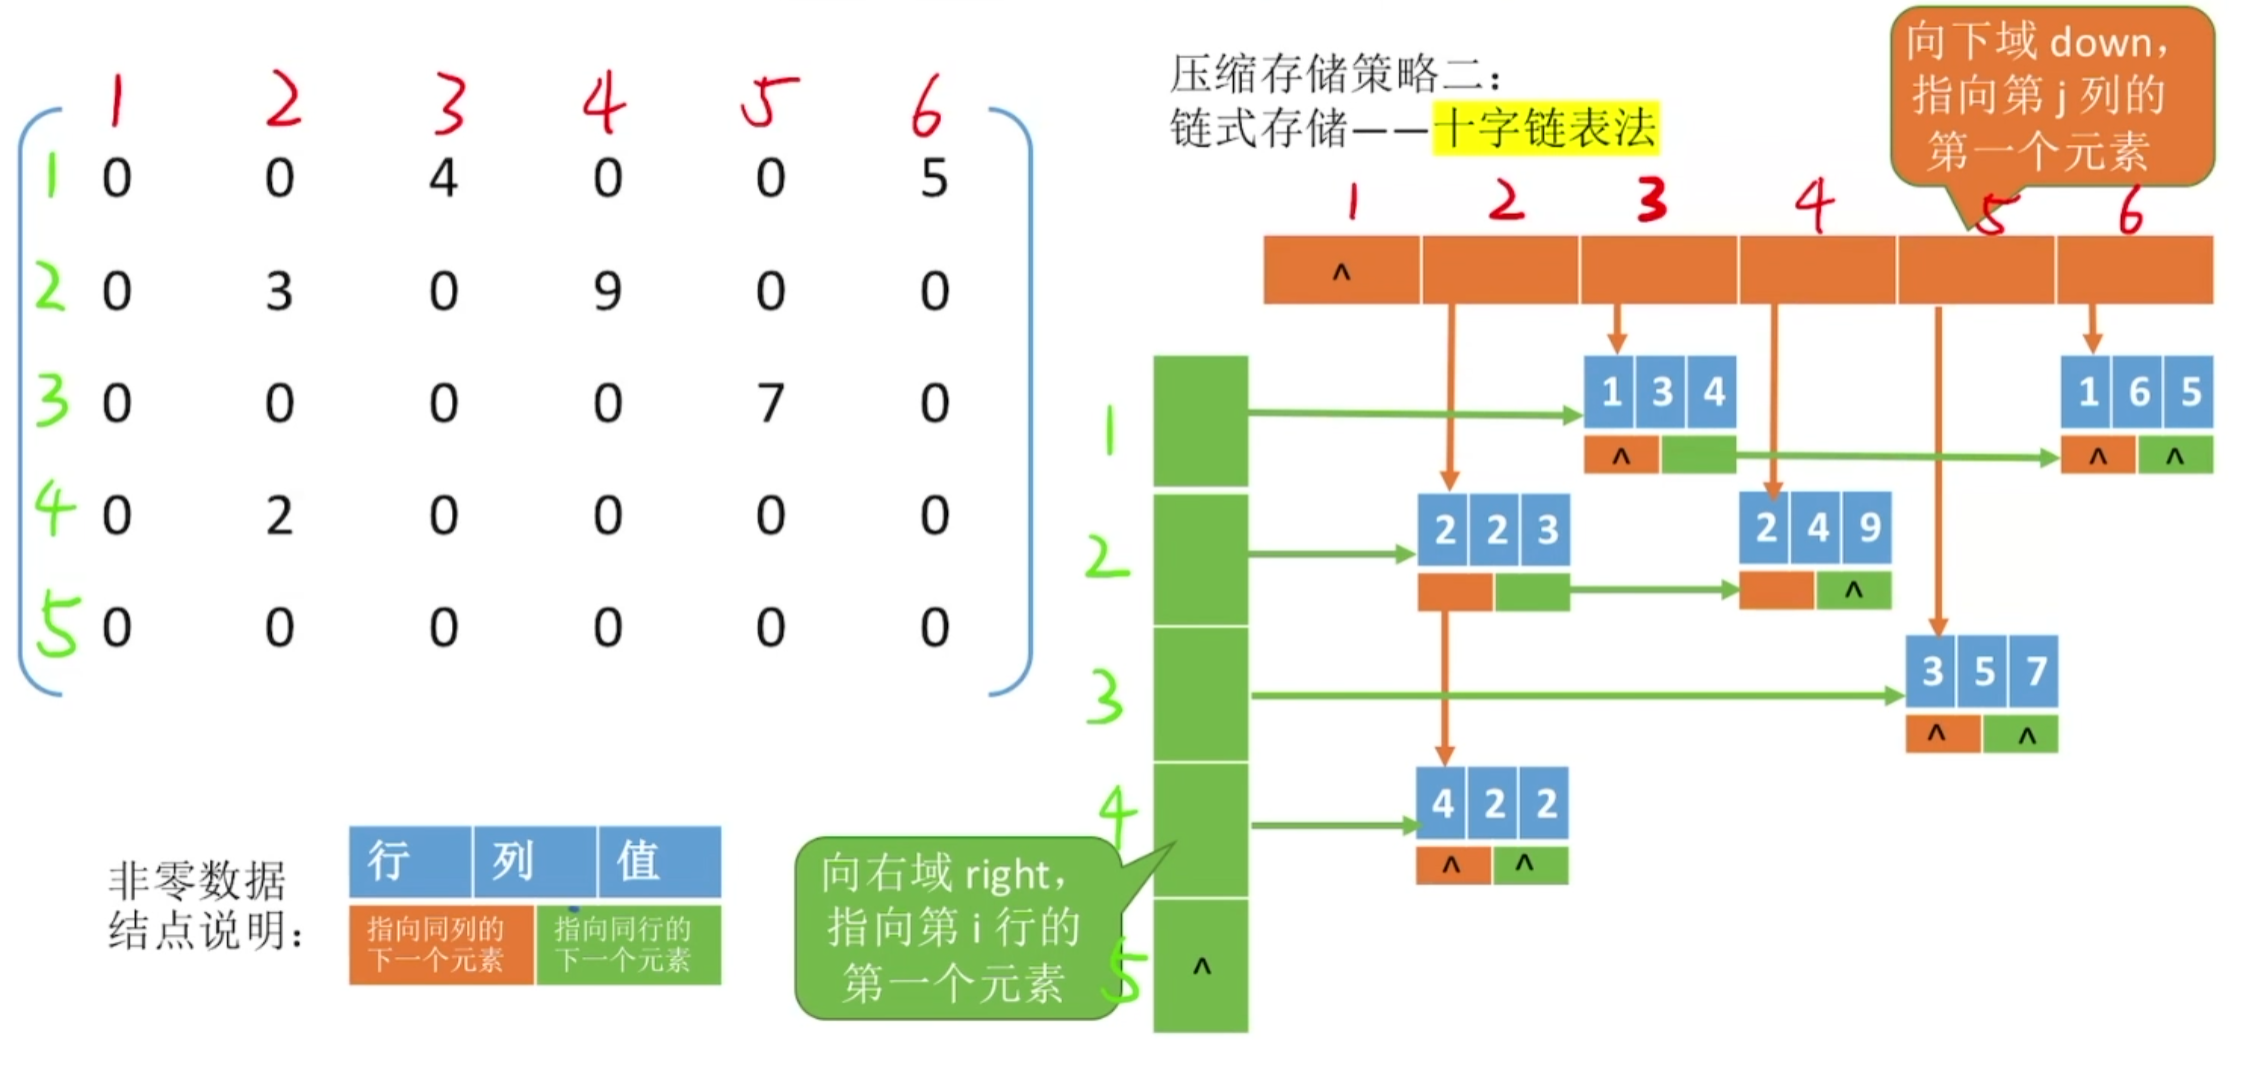 1 2 3 4 5 6
1 0 0 4 0 0 5
2 0 3 0 9 0 0
3 0 0 0 0 7 0
4 0 2 0 0 0 0
5 0 0 0 0 0 0
非零数据
结点说明：
行 列 值
指向同列的
下一个元素
指向同行的
下一个元素
压缩存储策略二：
链式存储——十字链表法
向下域 down，
指向第 j 列的
第一个元素
1 2 3 4 5 6
^
1
1 3 4
^
1 6 5
^ ^
2
2 2 3
2 4 9
^
3
3 5 7
^ ^
4
4 2 2
^ ^
向右域 right，
指向第 i 行的
第一个元素
5
^